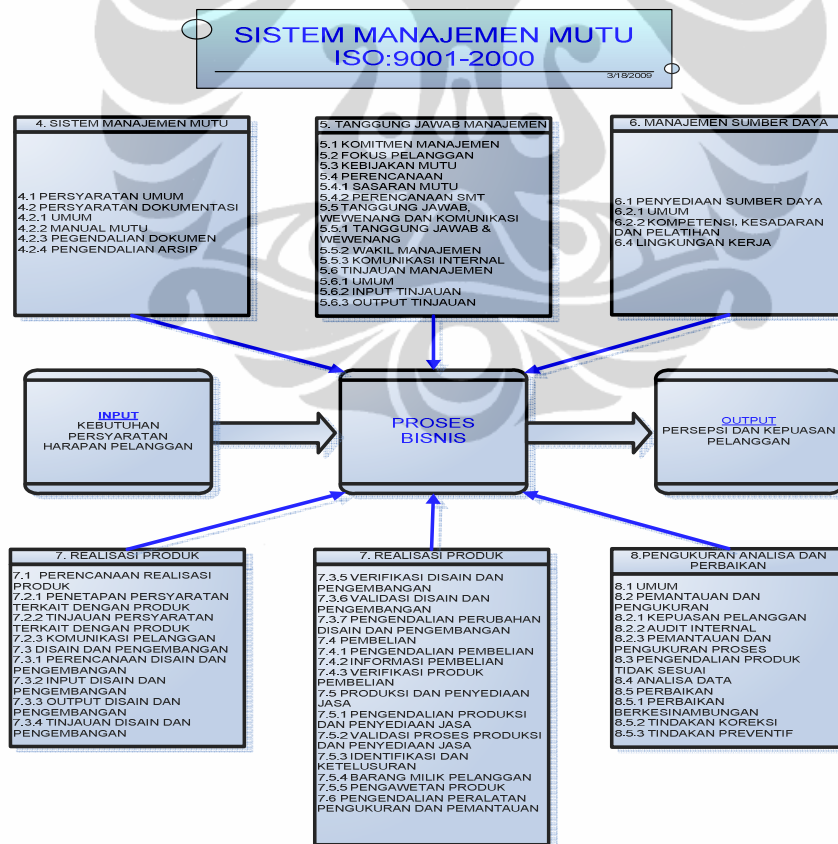 SISTEM MANAJEMEN MUTU
ISO:9001-2000
3/18/2009
4. SISTEM MANAJEMEN MUTU
4.1 PERSYARATAN UMUM
4.2 PERSYARATAN DOKUMENTASI
4.2.1 UMUM
4.2.2 MANUAL MUTU
4.2.3 PEGENDALIAN DOKUMEN
4.2.4 PENGENDALIAN ARSIP
5. TANGGUNG JAWAB MANAJEMEN
5.1 KOMITMEN MANAJEMEN
5.2 FOKUS PELANGGAN
5.3 KEBIJAKAN MUTU
5.4 PERENCANAAN
5.4.1 SASARAN MUTU
5.4.2 PERENCANAAN SMT
5.5 TANGGUNG JAWAB,
WEWENANG DAN KOMUNIKASI
5.5.1 TANGGUNG JAWAB &
WEWENANG
5.5.2 WAKIL MANAJEMEN
5.5.3 KOMUNIKASI INTERNAL
5.6 TINJAUAN MANAJEMEN
5.6.1 UMUM
5.6.2 INPUT TINJAUAN
5.6.3 OUTPUT TINJAUAN
6. MANAJEMEN SUMBER DAYA
6.1 PENYEDIAAN SUMBER DAYA
6.2.1 UMUM
6.2.2 KOMPETENSI, KESADARAN
DAN PELATIHAN
6.4 LINGKUNGAN KERJA
INPUT
KEBUTUHAN
PERSYARATAN
HARAPAN PELANGGAN
PROSES
BISNIS
OUTPUT
PERSEPSI DAN KEPUASAN
PELANGGAN
7. REALISASI PRODUK
7.1 PERENCANAAN REALISASI
PRODUK
7.2.1 PENETAPAN PERSYARATAN
TERKAIT DENGAN PRODUK
7.2.2 TINJAUAN PERSYARATAN
TERKAIT DENGAN PRODUK
7.2.3 KOMUNIKASI PELANGGAN
7.3 DISAIN DAN PENGEMBANGAN
7.3.1 PERENCANAAN DISAIN DAN
PENGEMBANGAN
7.3.2 INPUT DISAIN DAN
PENGEMBANGAN
7.3.3 OUTPUT DISAIN DAN
PENGEMBANGAN
7.3.4 TINJAUAN DISAIN DAN
PENGEMBANGAN
7. REALISASI PRODUK
7.3.5 VERIFIKASI DISAIN DAN
PENGEMBANGAN
7.3.6 VALIDASI DISAIN DAN
PENGEMBANGAN
7.3.7 PENGENDALIAN PERUBAHAN
DISAIN DAN PENGEMBANGAN
7.4 PEMBELIAN
7.4.1 PENGENDALIAN PEMBELIAN
7.4.2 INFORMASI PEMBELIAN
7.4.3 VERIFIKASI PRODUK
PEMBELIAN
7.5 PRODUKSI DAN PENYEDIAAN
JASA
7.5.1 PENGENDALIAN PRODUKSI
DAN PENYEDIAAN JASA
7.5.2 VALIDASI PROSES PRODUKSI
DAN PENYEDIAAN JASA
7.5.3 IDENTIFIKASI DAN
KETELUSURAN
7.5.4 BARANG MILIK PELANGGAN
7.5.5 PENGAWETAN PRODUK
7.6 PENGENDALIAN PERALATAN
PENGUKURAN DAN PEMANTAUAN
8.PENGUKURAN ANALISA DAN
PERBAIKAN
8.1 UMUM
8.2 PEMANTAUAN DAN
PENGUKURAN
8.2.1 KEPUASAN PELANGGAN
8.2.2 AUDIT INTERNAL
8.2.3 PEMANTAUAN DAN
PENGUKURAN PROSES
8.3 PENGENDALIAN PRODUK
TIDAK SESUAI
8.4 ANALISA DATA
8.5 PERBAIKAN
8.5.1 PERBAIKAN
BERKESINAMBUNGAN
8.5.2 TINDAKAN KOREKSI
8.5.3 TINDAKAN PREVENTIF